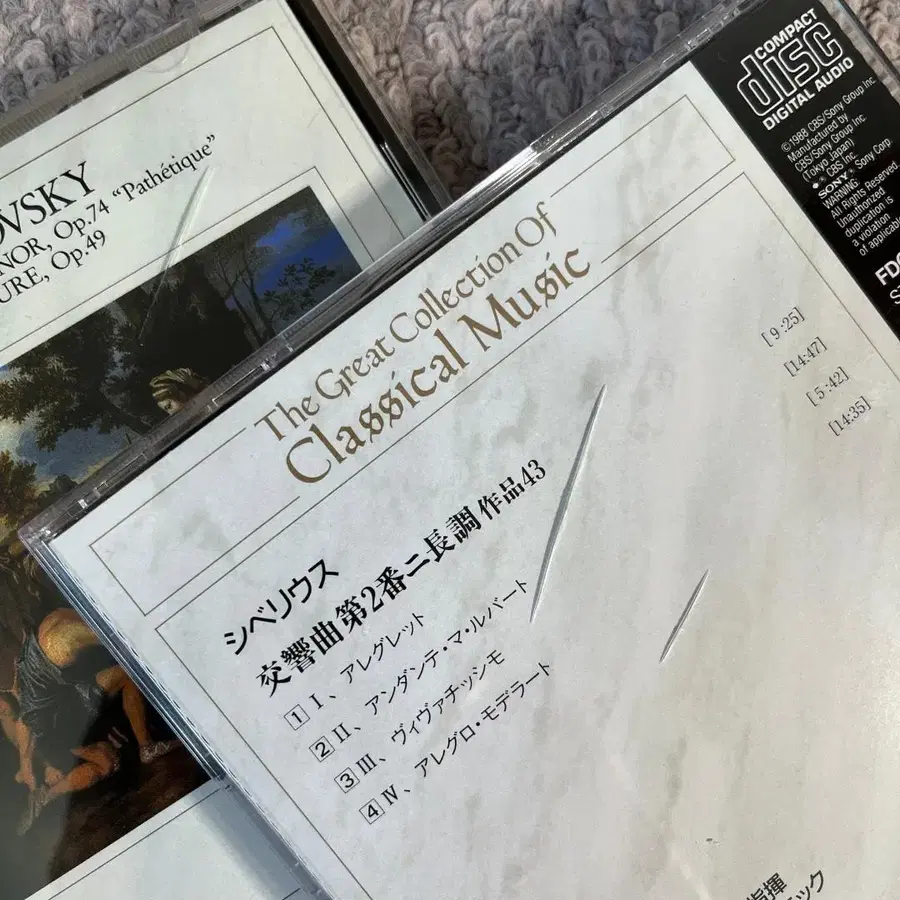 VSKY
NOR, Op,74 "Pathétique"
URE, Op.49
COMPACT
disc
DIGITAL AUDIO
©1988 CBS/Sony Group Inc.
Manufactured by
CBS/Sony Group Inc
(Tokyo Japan)
CBS Inc.
SONY Sony Corp.
WARNING:
All Rights Reserved.
Unauthorized
duplication is
a violation
of applicable
The Great Collection Of
Classical Music
シベリウス
交響曲第2番ニ長調 作品43
1 I、アレグレット [9:25]
2 II、アンダンテ・マ・ルバート [14:47]
3 III、ヴィヴァチッシモ [5:42]
4 IV、アレグロ・モデラート [14:35]
指揮
ック